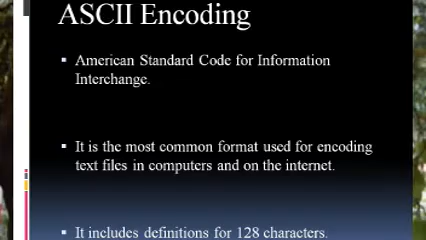 ASCII Encoding
American Standard Code for Information
Interchange.
It is the most common format used for encoding
text files in computers and on the internet.
It includes definitions for 128 characters.